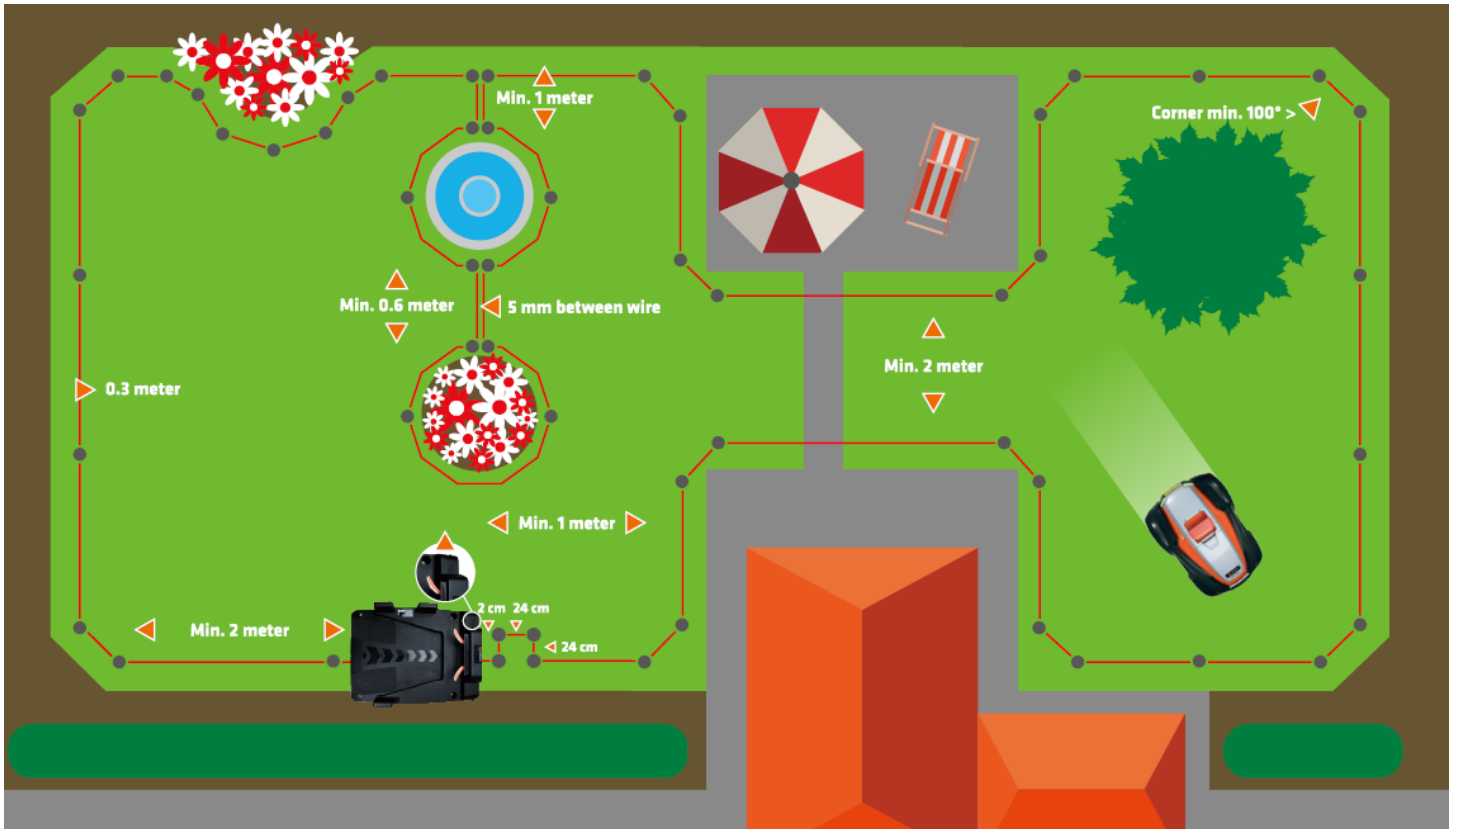 Min. 1 meter
Corner min. 100° >
Min. 0.6 meter
5 mm between wire
Min. 2 meter
0.3 meter
Min. 1 meter
2 cm 24 cm
Min. 2 meter
24 cm